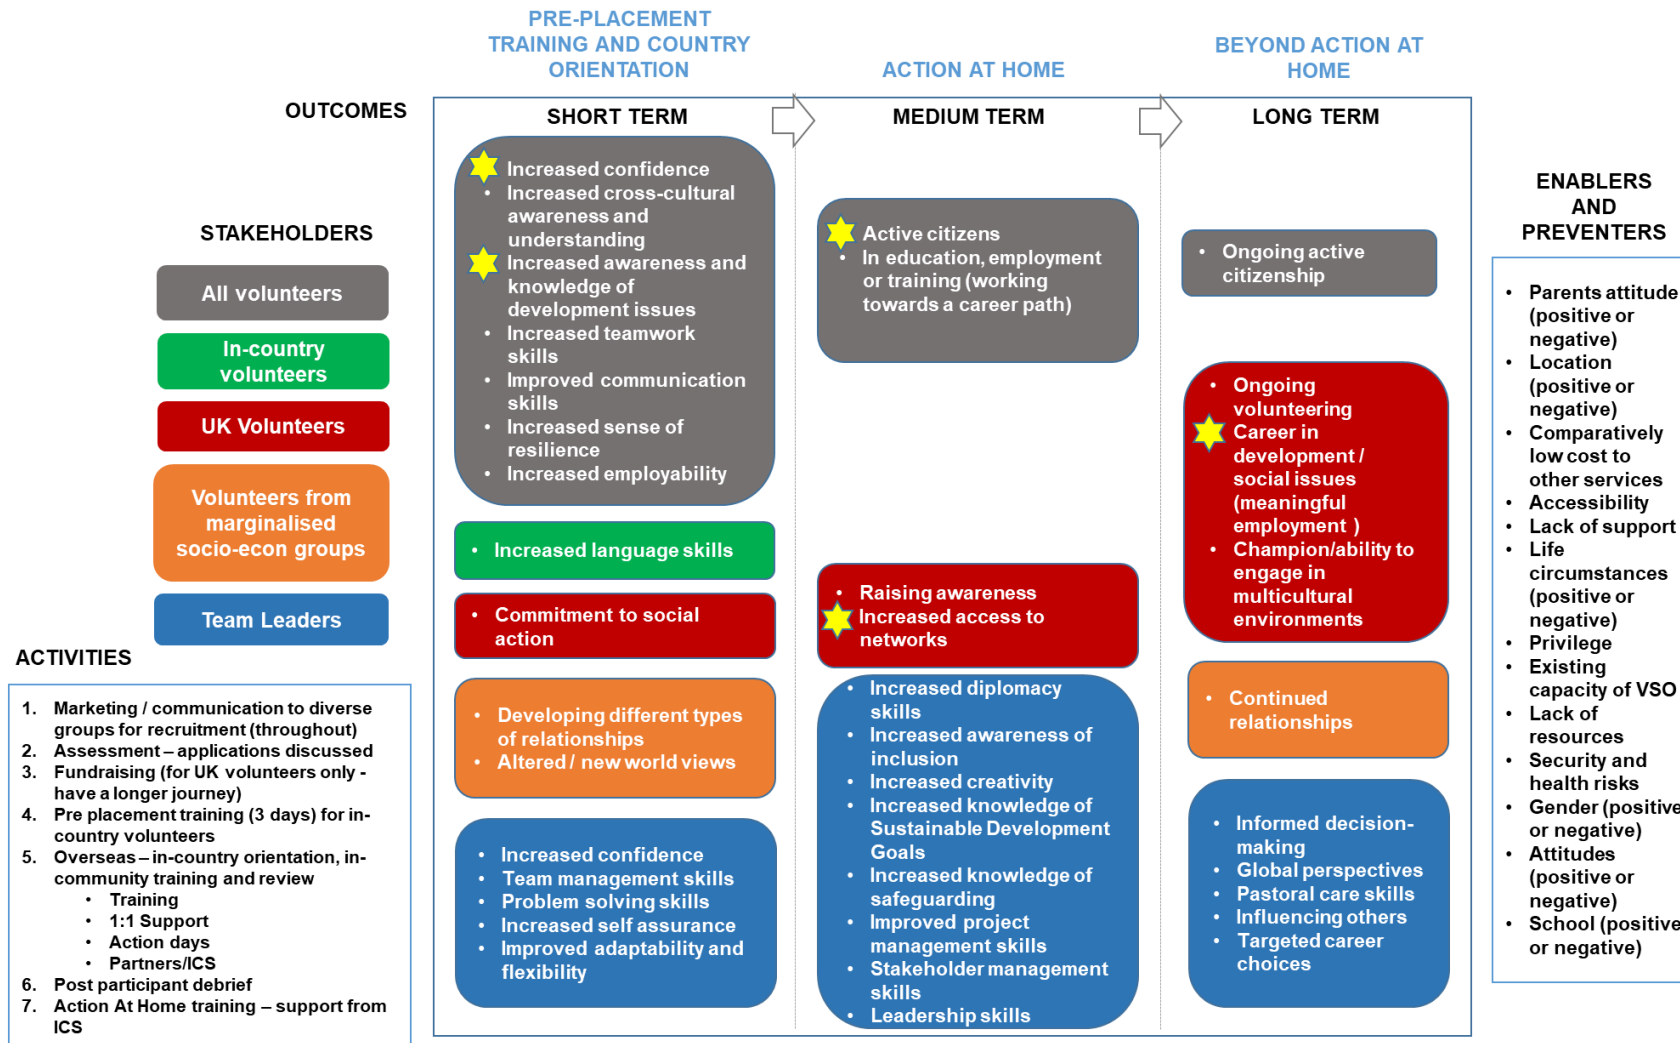 PRE-PLACEMENT
TRAINING AND COUNTRY
ORIENTATION
ACTION AT HOME
BEYOND ACTION AT
HOME
OUTCOMES
SHORT TERM
MEDIUM TERM
LONG TERM
STAKEHOLDERS
All volunteers
In-country
volunteers
UK Volunteers
Volunteers from
marginalised
socio-econ groups
Team Leaders
ACTIVITIES
1. Marketing / communication to diverse
groups for recruitment (throughout)
2. Assessment – applications discussed
3. Fundraising (for UK volunteers only -
have a longer journey)
4. Pre placement training (3 days) for in-
country volunteers
5. Overseas – in-country orientation, in-
community training and review
• Training
• 1:1 Support
• Action days
• Partners/ICS
6. Post participant debrief
7. Action At Home training – support from
ICS
Increased confidence
• Increased cross-cultural
awareness and
understanding
Increased awareness and
knowledge of
development issues
• Increased teamwork
skills
• Improved communication
skills
• Increased sense of
resilience
• Increased employability
• Increased language skills
• Commitment to social
action
• Developing different types
of relationships
• Altered / new world views
• Increased confidence
• Team management skills
• Problem solving skills
• Increased self assurance
• Improved adaptability and
flexibility
Active citizens
• In education, employment
or training (working
towards a career path)
• Raising awareness
Increased access to
networks
• Increased diplomacy
skills
• Increased awareness of
inclusion
• Increased creativity
• Increased knowledge of
Sustainable Development
Goals
• Increased knowledge of
safeguarding
• Improved project
management skills
• Stakeholder management
skills
• Leadership skills
• Ongoing active
citizenship
• Ongoing
volunteering
Career in
development /
social issues
(meaningful
employment )
• Champion/ability to
engage in
multicultural
environments
• Continued
relationships
• Informed decision-
making
• Global perspectives
• Pastoral care skills
• Influencing others
• Targeted career
choices
ENABLERS
AND
PREVENTERS
• Parents attitude
(positive or
negative)
• Location
(positive or
negative)
• Comparatively
low cost to
other services
• Accessibility
• Lack of support
• Life
circumstances
(positive or
negative)
• Privilege
• Existing
capacity of VSO
• Lack of
resources
• Security and
health risks
• Gender (positive
or negative)
• Attitudes
(positive or
negative)
• School (positive
or negative)